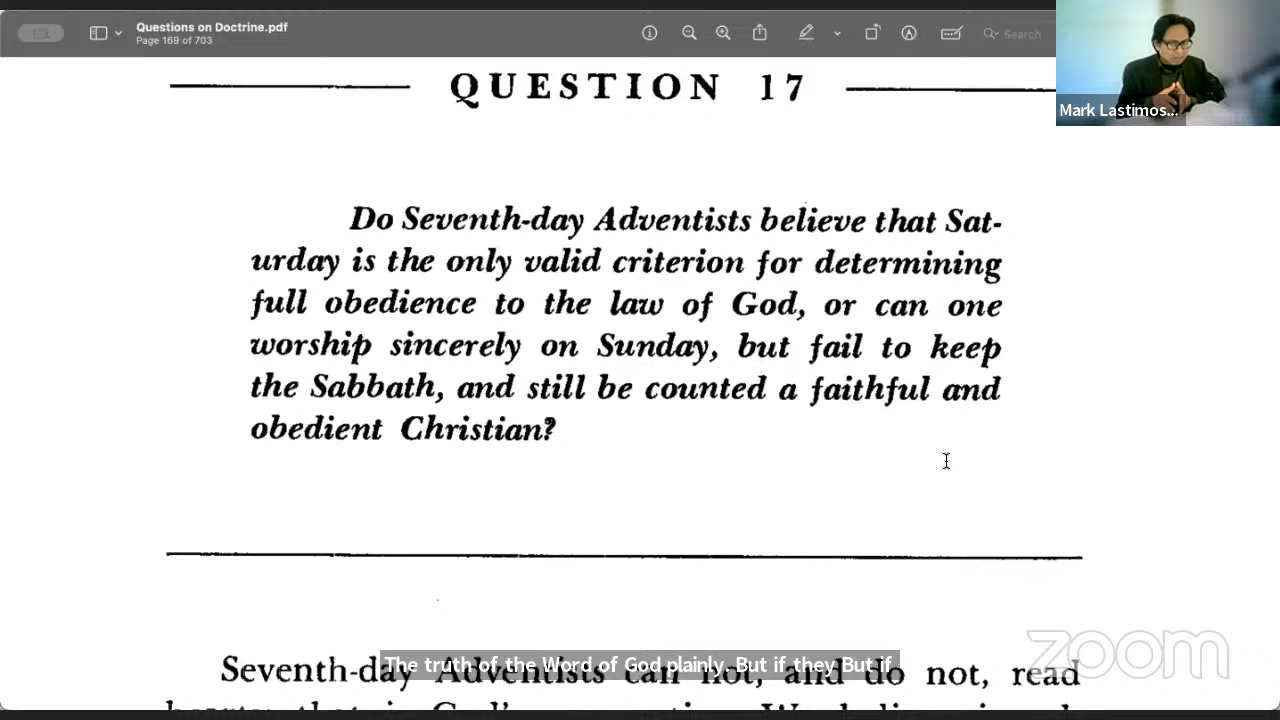 Questions on Doctrine.pdf
Page 169 of 703
Search
Mark Lastimos...
QUESTION 17
Do Seventh-day Adventists believe that Sat-
urday is the only valid criterion for determining
full obedience to the law of God, or can one
worship sincerely on Sunday, but fail to keep
the Sabbath, and still be counted a faithful and
obedient Christian?
zoom
Seventh-day Adventists can not, and do not, read
The truth of the Word of God plainly. But if they But if